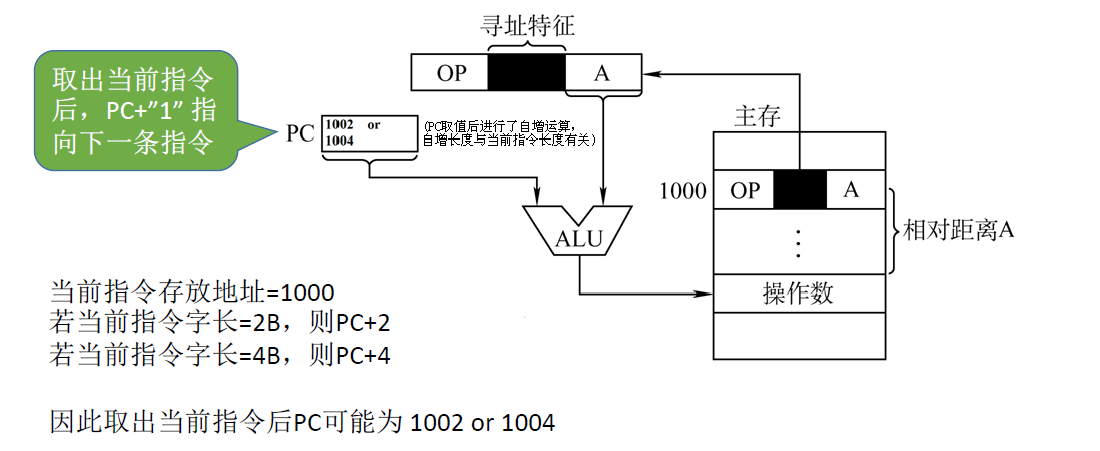 寻址特征
OP
A
取出当前指令
后，PC+”1” 指
向下一条指令
PC
1002 or
1004
（PC取值后进行了自增运算，
自增长度与当前指令长度有关）
主存
1000
OP
A
相对距离A
ALU
操作数
当前指令存放地址=1000
若当前指令字长=2B，则PC+2
若当前指令字长=4B，则PC+4
因此取出当前指令后PC可能为 1002 or 1004